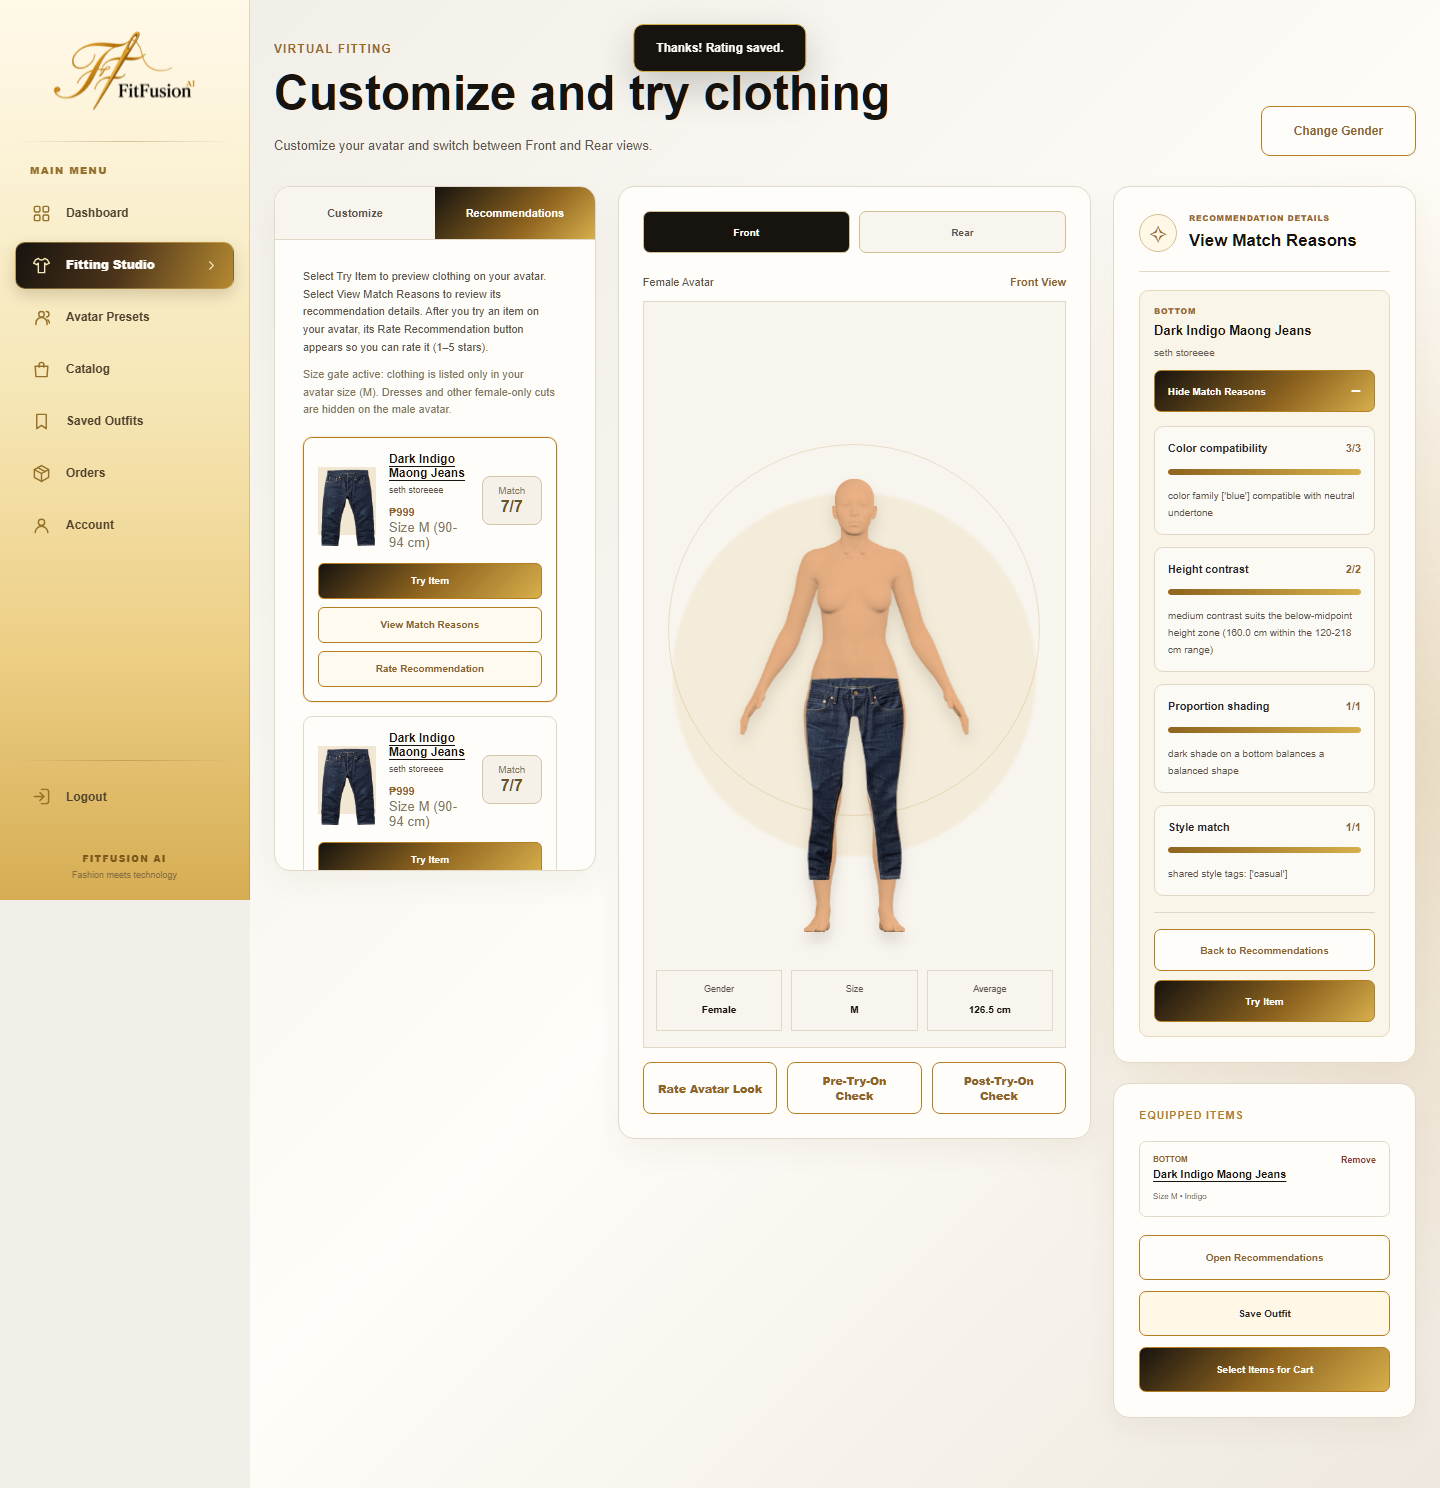 FitFusion AI
MAIN MENU
Dashboard
Fitting Studio
Avatar Presets
Catalog
Saved Outfits
Orders
Account
Logout
FITFUSION AI
Fashion meets technology
VIRTUAL FITTING
Thanks! Rating saved.
Customize and try clothing
Customize your avatar and switch between Front and Rear views.
Change Gender
Customize
Recommendations
Select Try Item to preview clothing on your avatar.
Select View Match Reasons to review its
recommendation details. After you try an item on
your avatar, its Rate Recommendation button
appears so you can rate it (1–5 stars).
Size gate active: clothing is listed only in your
avatar size (M). Dresses and other female-only cuts
are hidden on the male avatar.
Dark Indigo
Maong Jeans
seth storeeee
₱999
Size M (90-
94 cm)
Match
7/7
Try Item
View Match Reasons
Rate Recommendation
Dark Indigo
Maong Jeans
seth storeeee
₱999
Size M (90-
94 cm)
Match
7/7
Try Item
Front
Rear
Female Avatar
Front View
Gender
Female
Size
M
Average
126.5 cm
Rate Avatar Look
Pre-Try-On
Check
Post-Try-On
Check
RECOMMENDATION DETAILS
View Match Reasons
BOTTOM
Dark Indigo Maong Jeans
seth storeeee
Hide Match Reasons
Color compatibility 3/3
color family ['blue'] compatible with neutral
undertone
Height contrast 2/2
medium contrast suits the below-midpoint
height zone (160.0 cm within the 120-218
cm range)
Proportion shading 1/1
dark shade on a bottom balances a
balanced shape
Style match 1/1
shared style tags: ['casual']
Back to Recommendations
Try Item
EQUIPPED ITEMS
BOTTOM
Remove
Dark Indigo Maong Jeans
Size M • Indigo
Open Recommendations
Save Outfit
Select Items for Cart